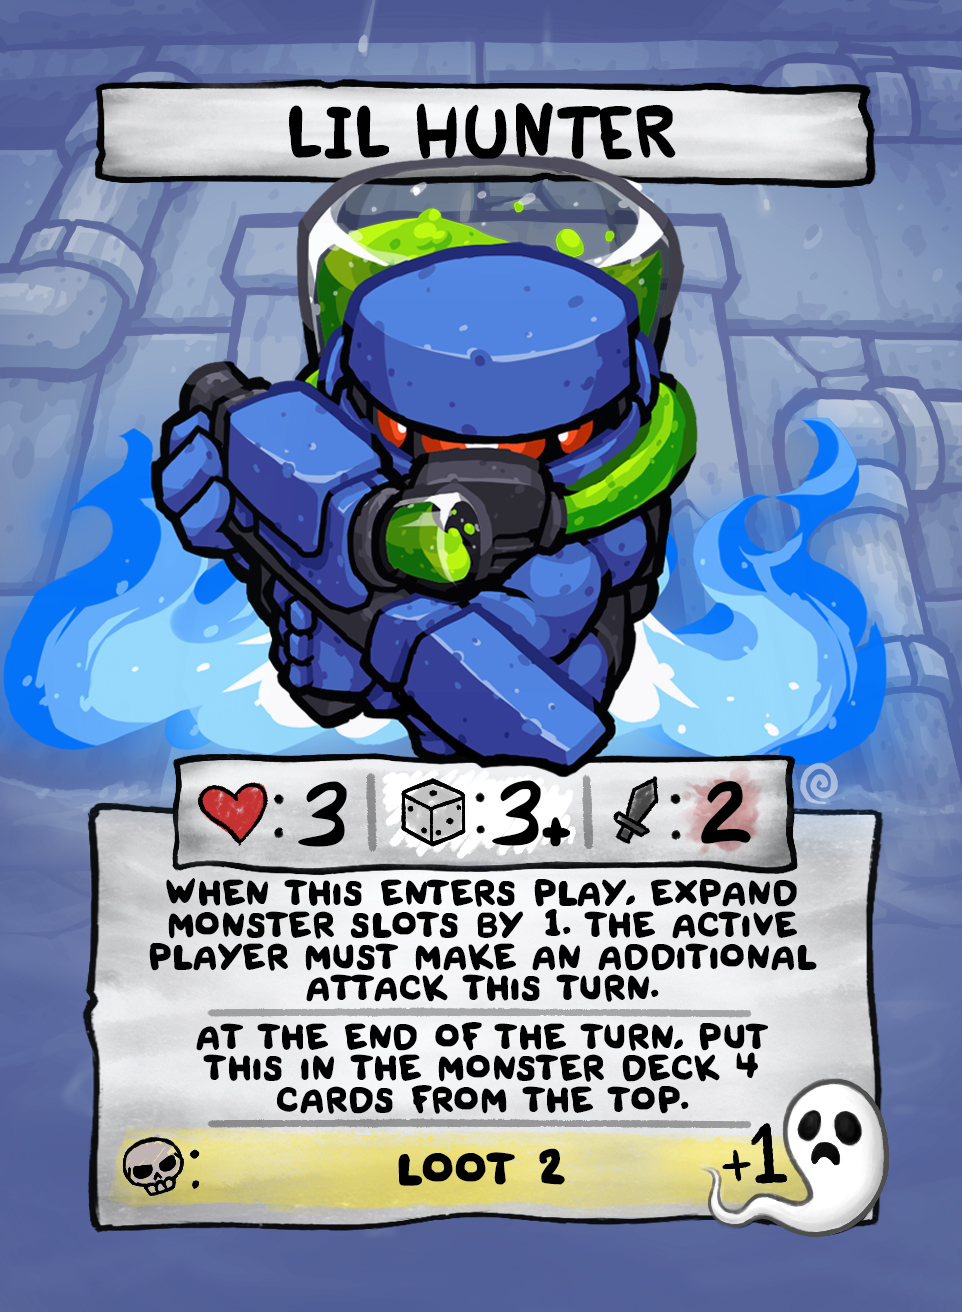 LIL HUNTER
: 3 : 3+ : 2
WHEN THIS ENTERS PLAY, EXPAND
MONSTER SLOTS BY 1. THE ACTIVE
PLAYER MUST MAKE AN ADDITIONAL
ATTACK THIS TURN.
AT THE END OF THE TURN, PUT
THIS IN THE MONSTER DECK 4
CARDS FROM THE TOP.
: LOOT 2 +1